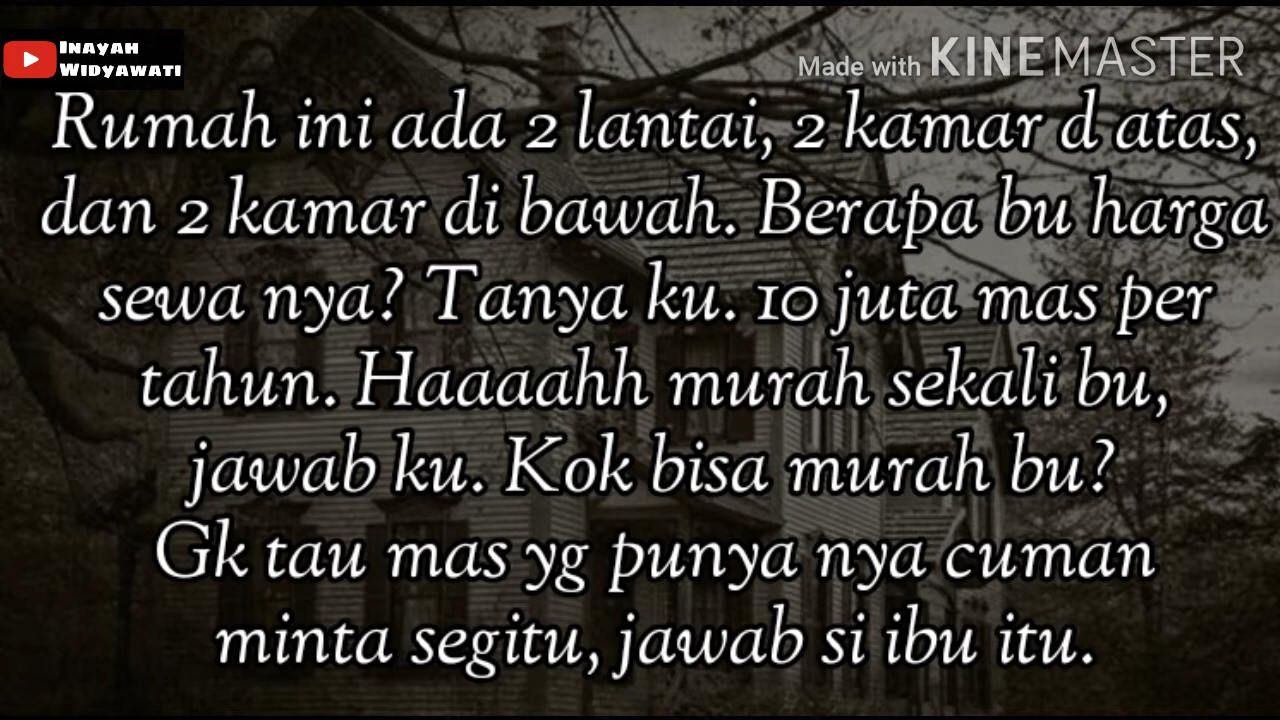 INAYAH
WIDYAWATI
Made with KINEMASTER
Rumah ini ada 2 lantai, 2 kamar d atas,
dan 2 kamar di bawah. Berapa bu harga
sewa nya? Tanya ku. 10 juta mas per
tahun. Haaaahh murah sekali bu,
jawab ku. Kok bisa murah bu?
Gk tau mas yg punya nya cuman
minta segitu, jawab si ibu itu.